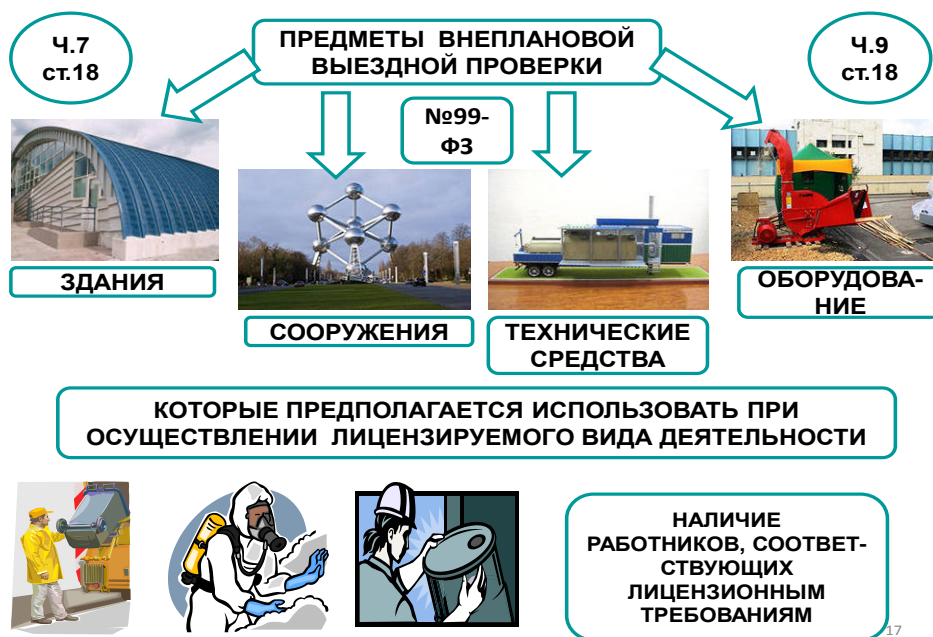 Ч.7
ст.18
ПРЕДМЕТЫ ВНЕПЛАНОВОЙ
ВЫЕЗДНОЙ ПРОВЕРКИ
Ч.9
ст.18
№99-
ФЗ
ЗДАНИЯ
СООРУЖЕНИЯ
ТЕХНИЧЕСКИЕ
СРЕДСТВА
ОБОРУДОВА-
НИЕ
КОТОРЫЕ ПРЕДПОЛАГАЕТСЯ ИСПОЛЬЗОВАТЬ ПРИ
ОСУЩЕСТВЛЕНИИ ЛИЦЕНЗИРУЕМОГО ВИДА ДЕЯТЕЛЬНОСТИ
НАЛИЧИЕ
РАБОТНИКОВ, СООТВЕТ-
СТВУЮЩИХ
ЛИЦЕНЗИОННЫМ
ТРЕБОВАНИЯМ
17